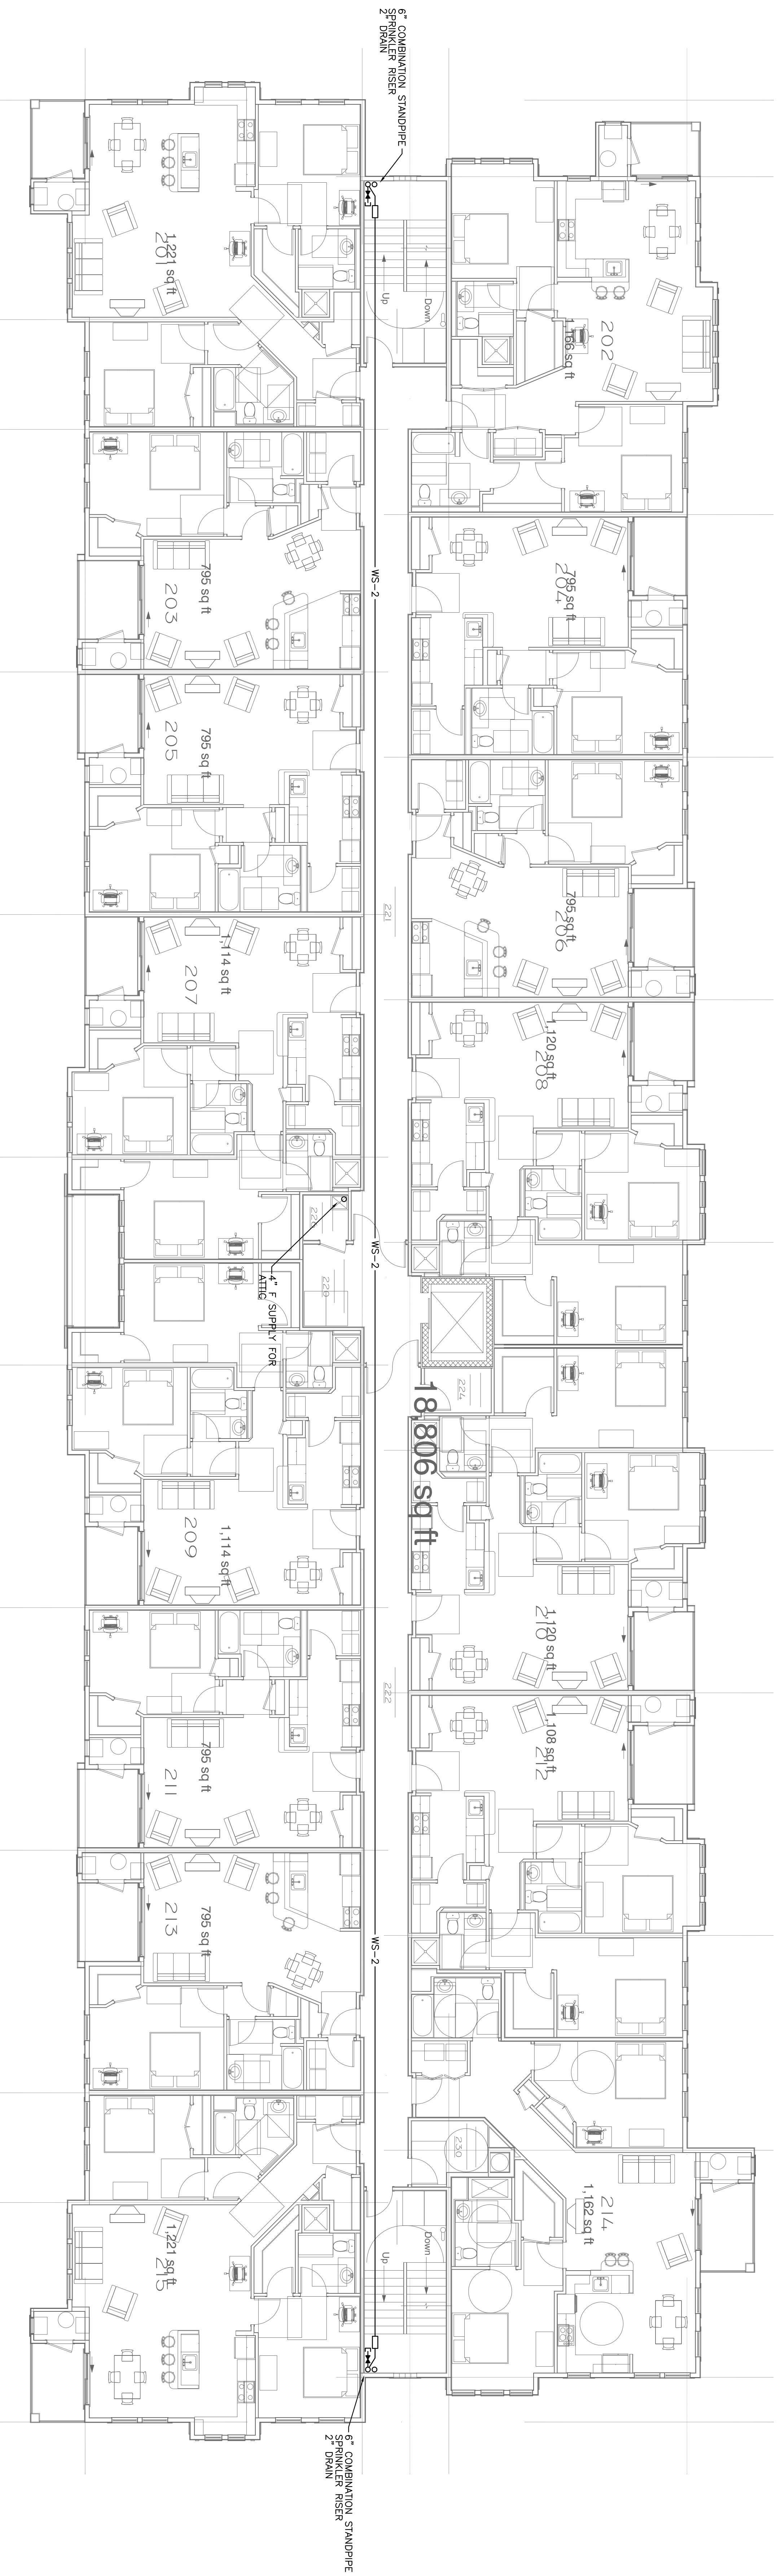 6" COMBINATION STANDPIPE
SPRINKLER RISER
2" DRAIN
Up
Down
1,221 sq ft
201
202
1,166 sq ft
WS-2
795 sq ft
203
795 sq ft
204
795 sq ft
205
795 sq ft
206
221
1,114 sq ft
207
1,120 sq ft
208
WS-2
4" F SUPPLY FOR
ATTIC
228
224
18,806 sq ft
1,114 sq ft
209
1,120 sq ft
210
222
795 sq ft
211
1,108 sq ft
212
WS-2
795 sq ft
213
230
214
1,162 sq ft
Down
Up
1,221 sq ft
215
6" COMBINATION STANDPIPE
SPRINKLER RISER
2" DRAIN